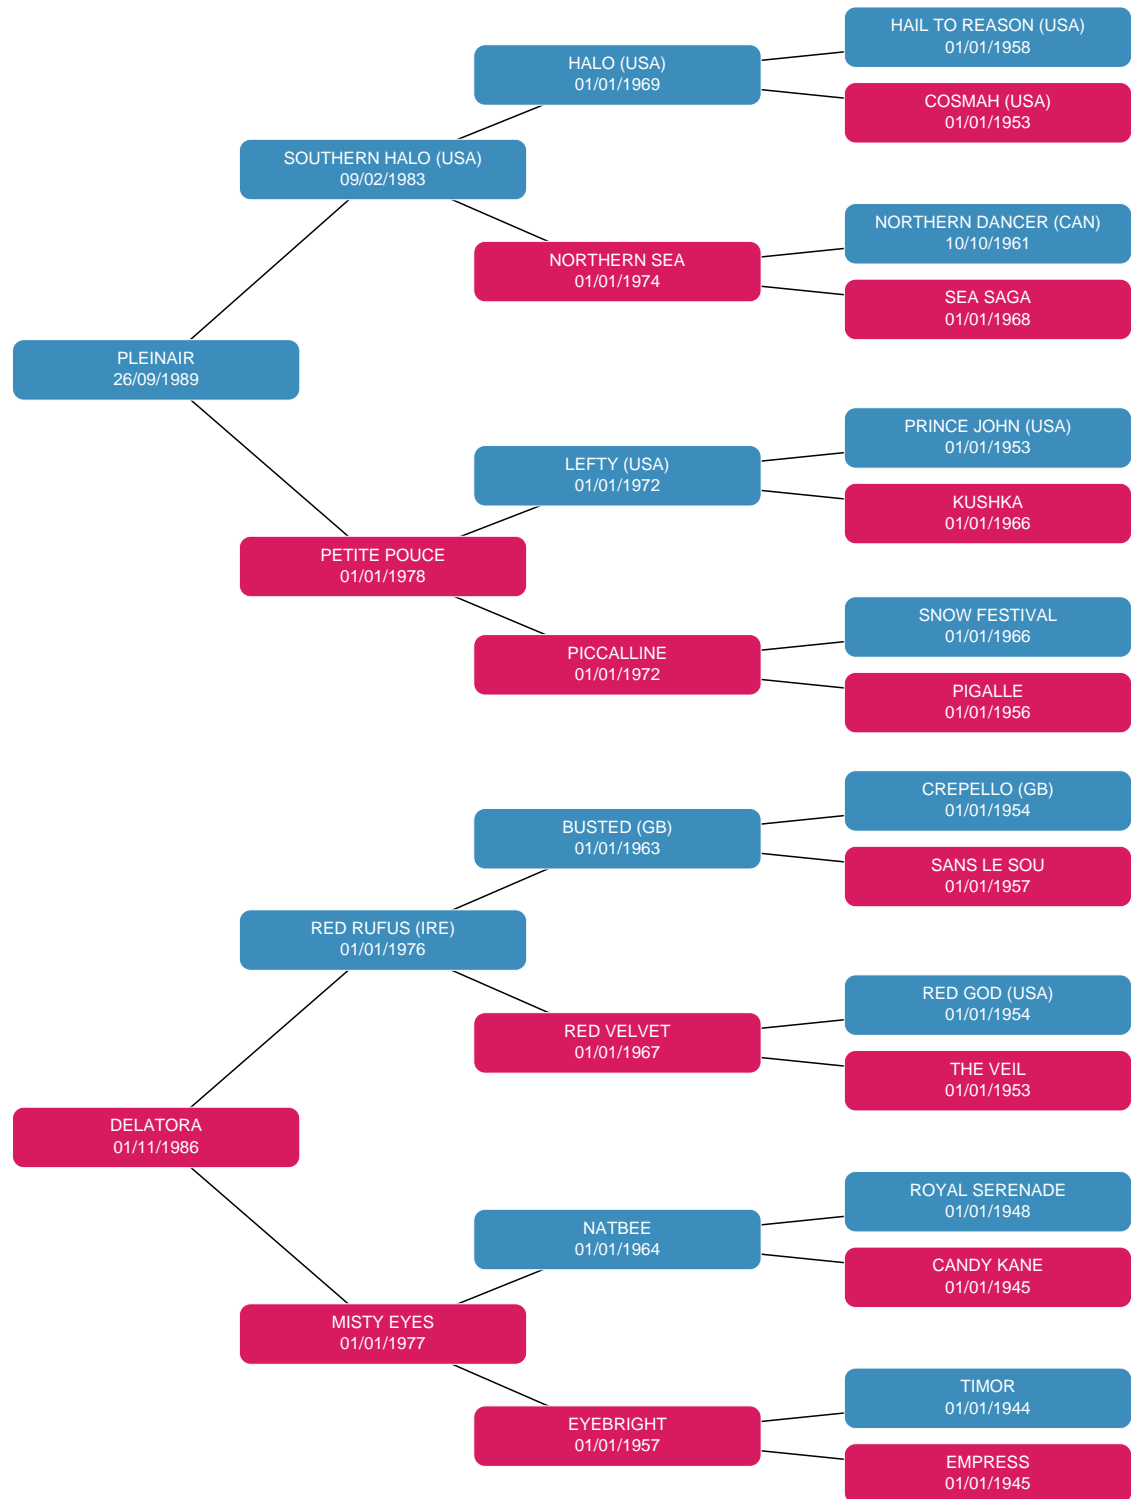 HAIL TO REASON (USA)
01/01/1958
HALO (USA)
01/01/1969
COSMAH (USA)
01/01/1953
SOUTHERN HALO (USA)
09/02/1983
NORTHERN DANCER (CAN)
10/10/1961
NORTHERN SEA
01/01/1974
SEA SAGA
01/01/1968
PLEINAIR
26/09/1989
PRINCE JOHN (USA)
01/01/1953
LEFTY (USA)
01/01/1972
KUSHKA
01/01/1966
PETITE POUCE
01/01/1978
SNOW FESTIVAL
01/01/1966
PICCALLINE
01/01/1972
PIGALLE
01/01/1956
CREPELLO (GB)
01/01/1954
BUSTED (GB)
01/01/1963
SANS LE SOU
01/01/1957
RED RUFUS (IRE)
01/01/1976
RED GOD (USA)
01/01/1954
RED VELVET
01/01/1967
THE VEIL
01/01/1953
DELATORA
01/11/1986
ROYAL SERENADE
01/01/1948
NATBEE
01/01/1964
CANDY KANE
01/01/1945
MISTY EYES
01/01/1977
TIMOR
01/01/1944
EYEBRIGHT
01/01/1957
EMPRESS
01/01/1945